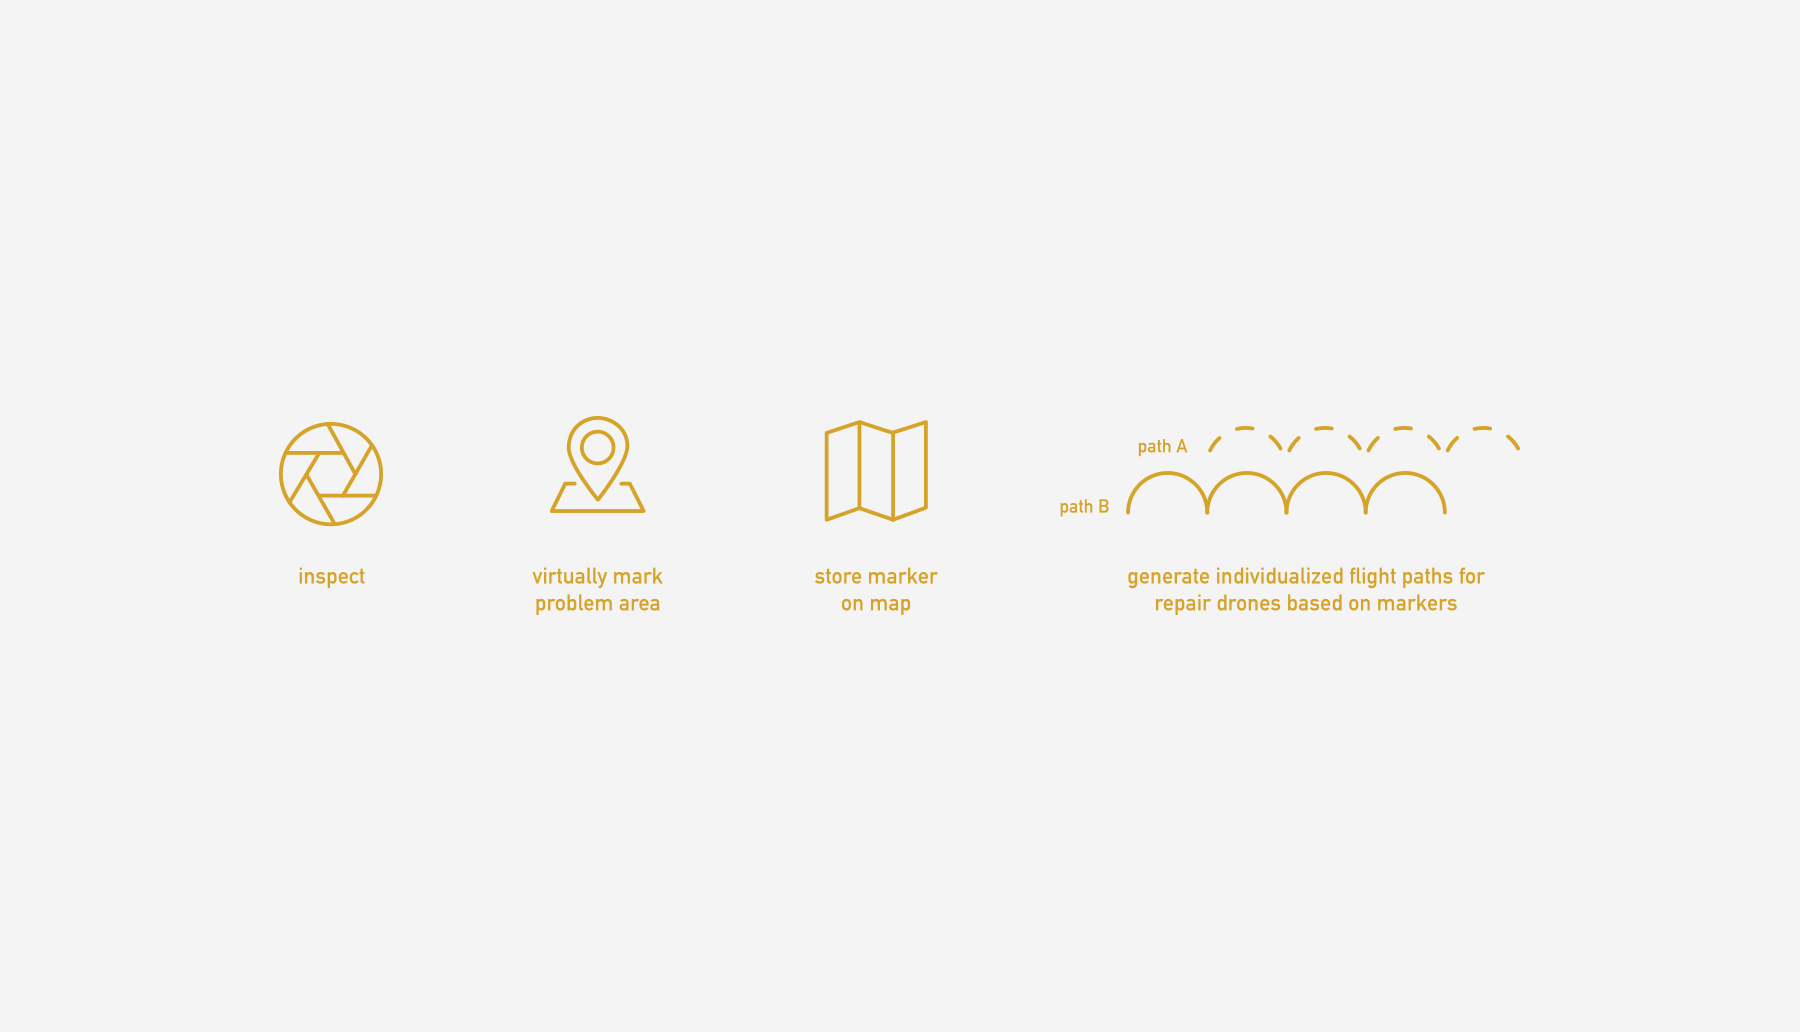 inspect
virtually mark
problem area
store marker
on map
path A
path B
generate individualized flight paths for
repair drones based on markers